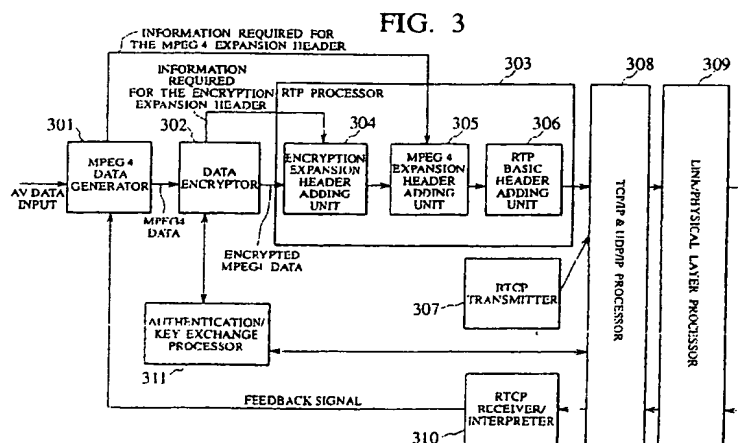 FIG. 3
INFORMATION REQUIRED FOR
THE MPEG 4 EXPANSION HEADER
INFORMATION
REQUIRED
FOR THE ENCRYPTION
EXPANSION HEADER
RTP PROCESSOR
303
308
309
301
302
304
305
306
AV DATA
INPUT
MPEG 4
DATA
GENERATOR
MPEG4
DATA
DATA
ENCRYPTOR
ENCRYPTED
MPEG4 DATA
ENCRYPTION
EXPANSION
HEADER
ADDING
UNIT
MPEG 4
EXPANSION
HEADER
ADDING UNIT
RTP
BASIC
HEADER
ADDING
UNIT
TCP/IP & UDP/IP PROCESSOR
LINK/PHYSICAL LAYER PROCESSOR
RTCP
TRANSMITTER
307
AUTHENTICATION/
KEY EXCHANGE
PROCESSOR
311
FEEDBACK SIGNAL
RTCP
RECEIVER/
INTERPRETER
310